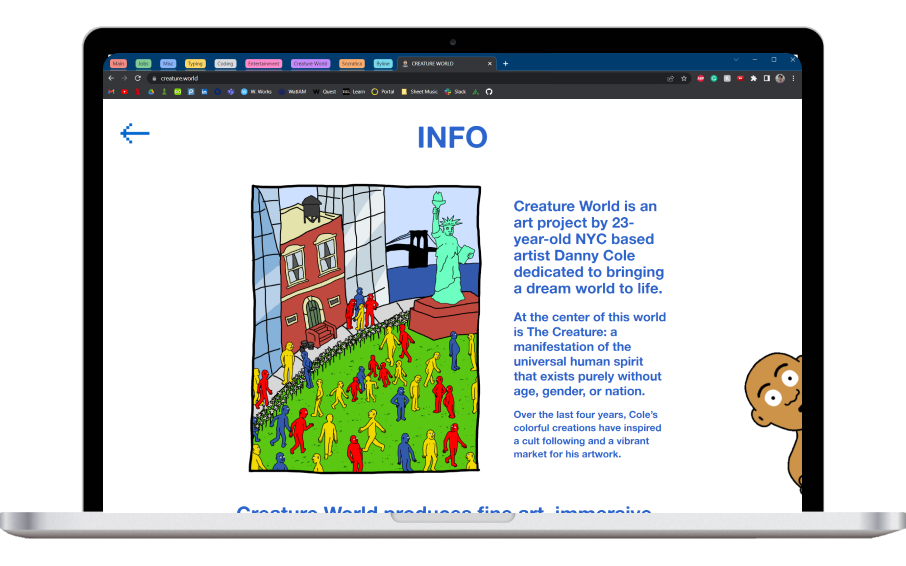 Main Jobs Misc Typing Coding Entertainment Creature World Socratica Byline CREATURE WORLD
creature.world
W. Works WatIAM Quest Learn Portal Sheet Music Slack
INFO
Creature World is an
art project by 23-
year-old NYC based
artist Danny Cole
dedicated to bringing
a dream world to life.
At the center of this world
is The Creature: a
manifestation of the
universal human spirit
that exists purely without
age, gender, or nation.
Over the last four years, Cole's
colorful creations have inspired
a cult following and a vibrant
market for his artwork.
Creature World produces fine art, immersive